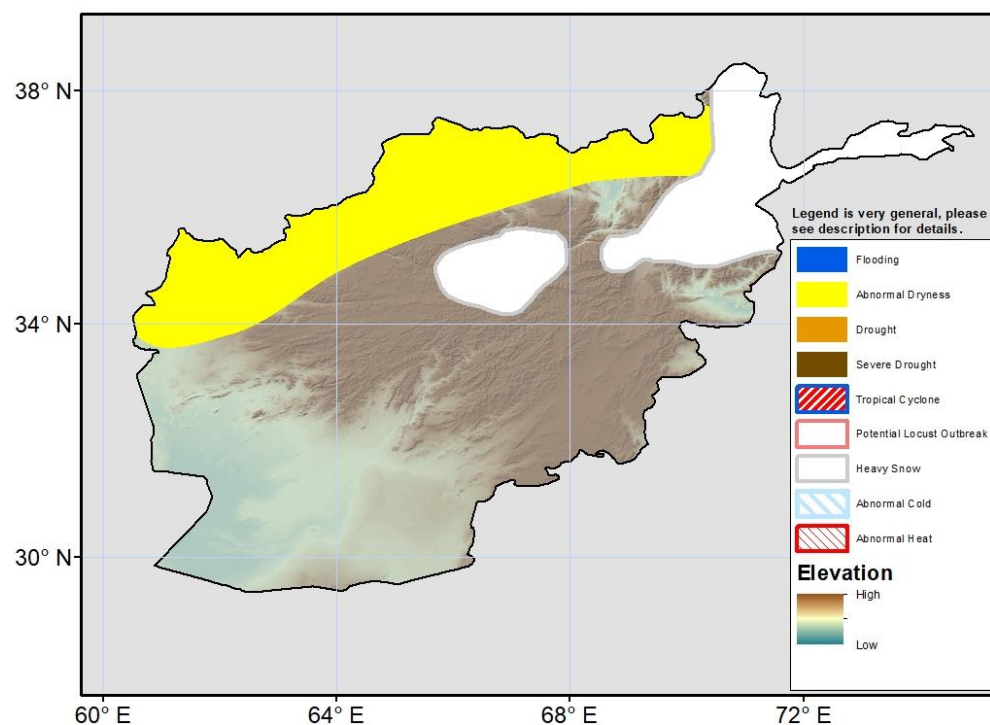 38° N
34° N
30° N
60° E
64° E
68° E
72° E
Legend is very general, please
see description for details.
Flooding
Abnormal Dryness
Drought
Severe Drought
Tropical Cyclone
Potential Locust Outbreak
Heavy Snow
Abnormal Cold
Abnormal Heat
Elevation
High
Low